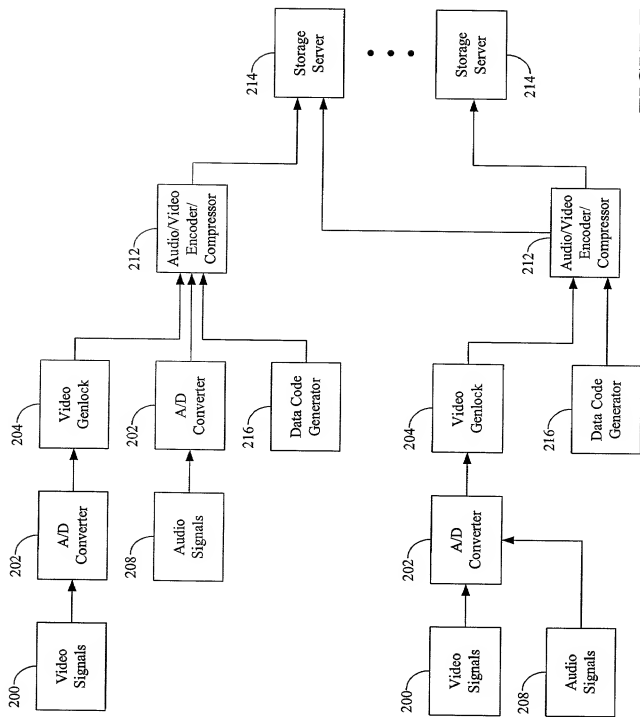 200
Video
Signals
202
A/D
Converter
204
Video
Genlock
208
Audio
Signals
202
A/D
Converter
216
Data Code
Generator
212
Audio/Video
Encoder/
Compressor
214
Storage
Server
200
Video
Signals
208
Audio
Signals
202
A/D
Converter
204
Video
Genlock
216
Data Code
Generator
212
Audio/Video
Encoder/
Compressor
Storage
Server
214